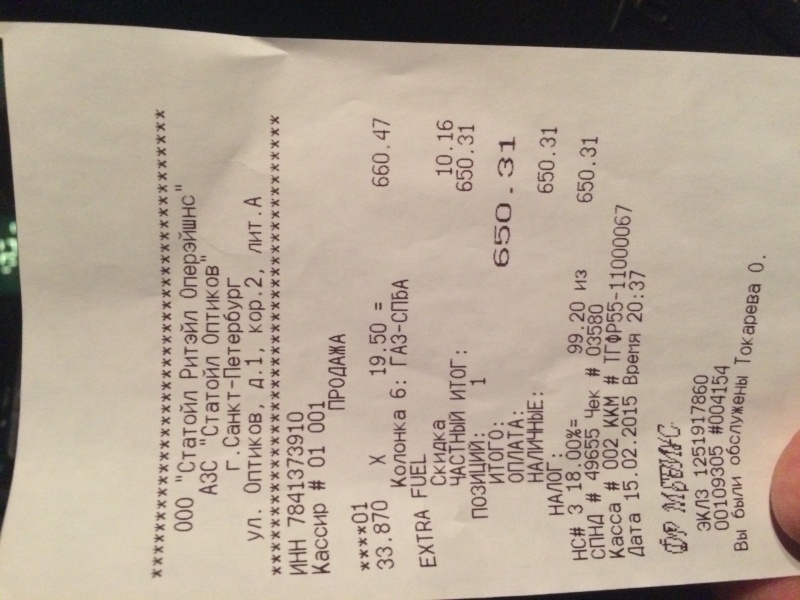 ****************************************
ООО "Статойл Ритэйл Оперэйшнс"
АЗС "Статойл Оптиков"
г.Санкт-Петербург
ул. Оптиков, д.1, кор.2, лит.А
****************************************
ИНН 7841373910
Кассир # 01 001
ПРОДАЖА
****01
33.870 X 19.50 = 660.47
Колонка 6: ГАЗ-СПБА
EXTRA FUEL
Скидка 10.16
ЧАСТНЫЙ ИТОГ: 650.31
ПОЗИЦИЙ: 1
ИТОГО: 650.31
ОПЛАТА:
НАЛИЧНЫЕ: 650.31
НАЛОГ:
НС# 3 18.00%= 99.20 из 650.31
СПНД # 49655 Чек # 03580
Касса # 002 ККМ # ТГФР55-11000067
Дата 15.02.2015 Время 20:37
ЭКЛЗ 1251917860
00109305 #004154
Вы были обслужены Токарева О.